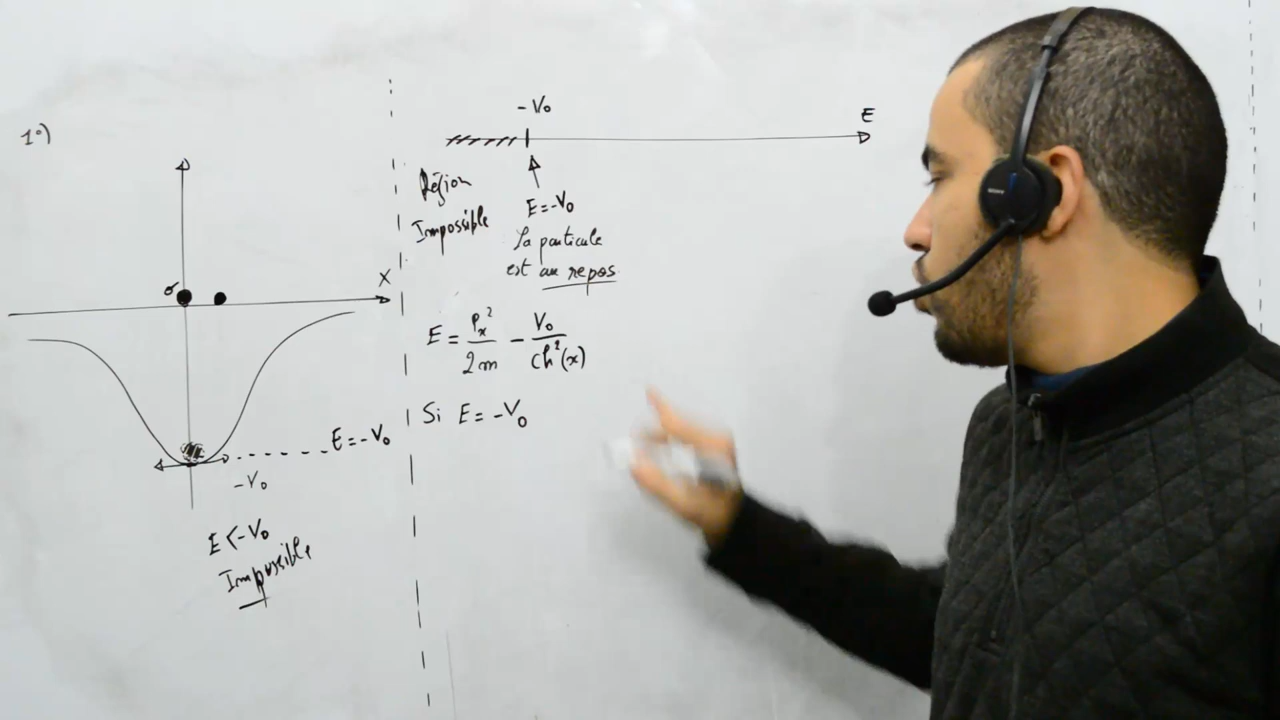 1°)
X
σ
E = -V₀
-V₀
E < -V₀
Impossible
-V₀
E
Région
Impossible
E = -V₀
La particule
est au repos
E = Pₓ²/2m - V₀/ch²(x)
Si E = -V₀
SONY